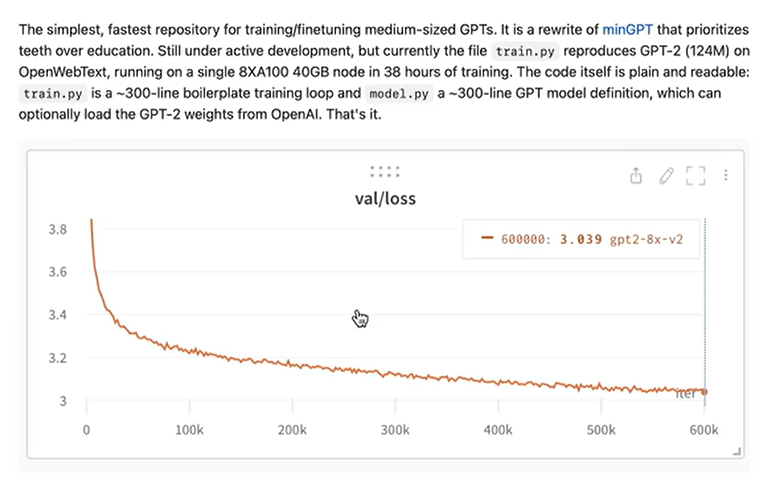 The simplest, fastest repository for training/finetuning medium-sized GPTs. It is a rewrite of minGPT that prioritizes
teeth over education. Still under active development, but currently the file train.py reproduces GPT-2 (124M) on
OpenWebText, running on a single 8XA100 40GB node in 38 hours of training. The code itself is plain and readable:
train.py is a ~300-line boilerplate training loop and model.py a ~300-line GPT model definition, which can
optionally load the GPT-2 weights from OpenAI. That's it.
val/loss
600000: 3.039 gpt2-8x-v2
3.8
3.6
3.4
3.2
3
iter
0 100k 200k 300k 400k 500k 600k